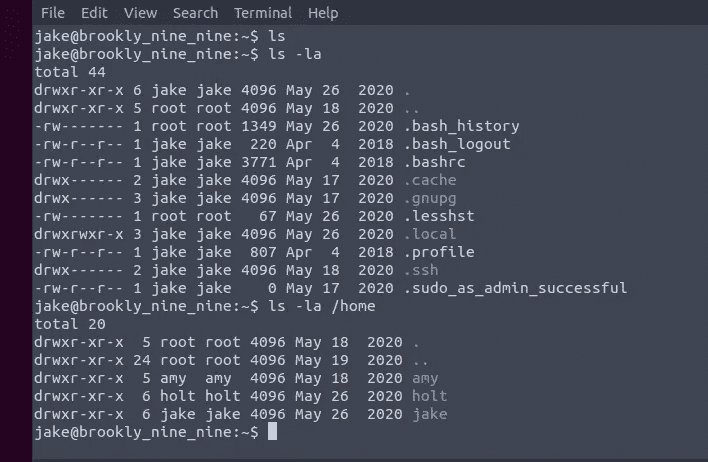 File Edit View Search Terminal Help
jake@brookly_nine_nine:~$ ls
jake@brookly_nine_nine:~$ ls -la
total 44
drwxr-xr-x 6 jake jake 4096 May 26  2020 .
drwxr-xr-x 5 root root 4096 May 18  2020 ..
-rw------- 1 root root 1349 May 26  2020 .bash_history
-rw-r--r-- 1 jake jake  220 Apr  4  2018 .bash_logout
-rw-r--r-- 1 jake jake 3771 Apr  4  2018 .bashrc
drwx------ 2 jake jake 4096 May 17  2020 .cache
drwx------ 3 jake jake 4096 May 17  2020 .gnupg
-rw------- 1 root root   67 May 26  2020 .lesshst
drwxrwxr-x 3 jake jake 4096 May 26  2020 .local
-rw-r--r-- 1 jake jake  807 Apr  4  2018 .profile
drwx------ 2 jake jake 4096 May 18  2020 .ssh
-rw-r--r-- 1 jake jake    0 May 17  2020 .sudo_as_admin_successful
jake@brookly_nine_nine:~$ ls -la /home
total 20
drwxr-xr-x  5 root root 4096 May 18  2020 .
drwxr-xr-x 24 root root 4096 May 19  2020 ..
drwxr-xr-x  5 amy  amy  4096 May 18  2020 amy
drwxr-xr-x  6 holt holt 4096 May 26  2020 holt
drwxr-xr-x  6 jake jake 4096 May 26  2020 jake
jake@brookly_nine_nine:~$